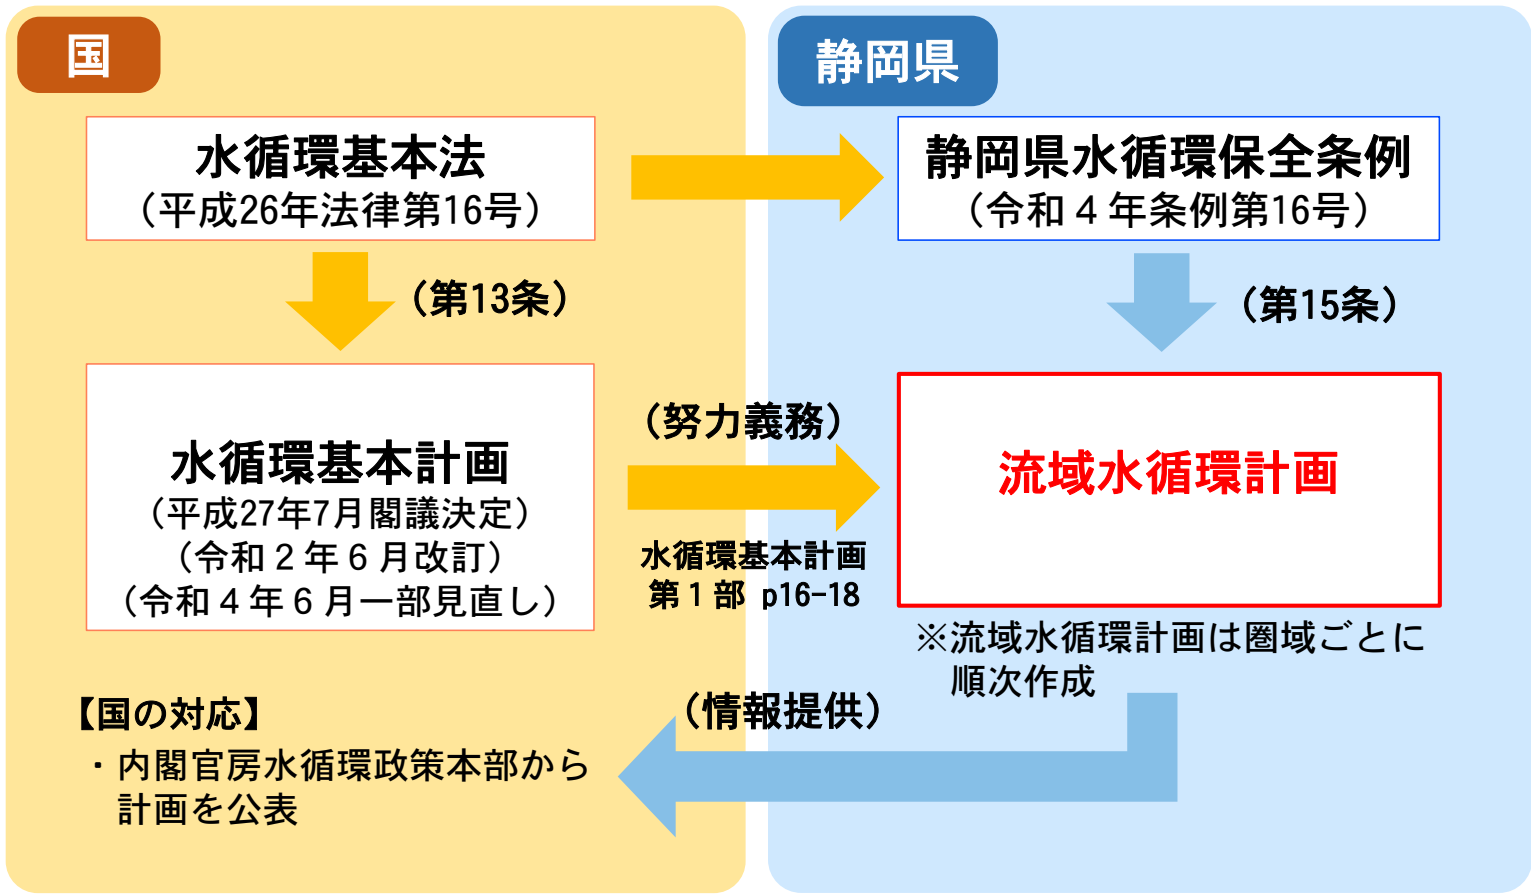 国
水循環基本法
（平成26年法律第16号）
（第13条）
水循環基本計画
（平成27年7月閣議決定）
（令和２年６月改訂）
（令和４年６月一部見直し）
【国の対応】
・内閣官房水循環政策本部から
計画を公表
（努力義務）
水循環基本計画
第１部 p16-18
（情報提供）
静岡県
静岡県水循環保全条例
（令和４年条例第16号）
（第15条）
流域水循環計画
※流域水循環計画は圏域ごとに
順次作成